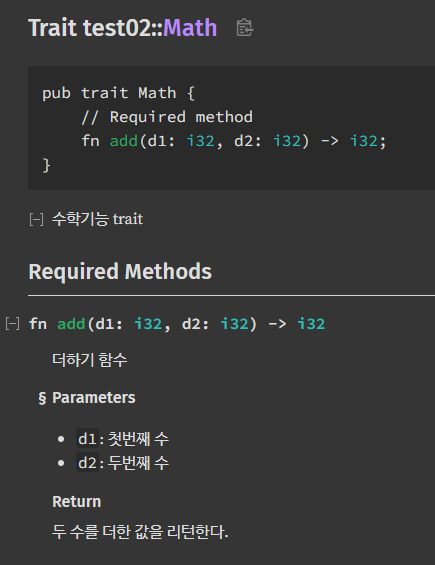 Trait test02::Math
pub trait Math {
    // Required method
    fn add(d1: i32, d2: i32) -> i32;
}
[-] 수학기능 trait
Required Methods
[-] fn add(d1: i32, d2: i32) -> i32
더하기 함수
§ Parameters
• d1: 첫번째 수
• d2: 두번째 수
Return
두 수를 더한 값을 리턴한다.